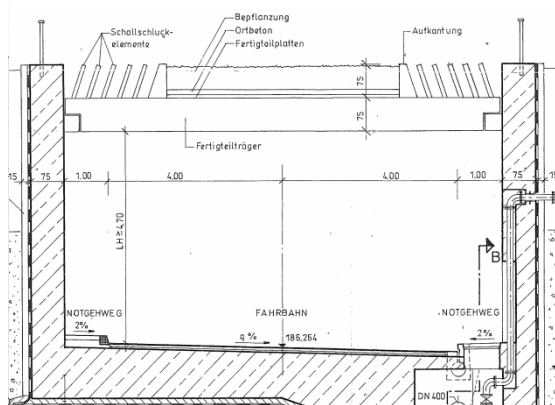 Schallschluck-
elemente
Bepflanzung
Ortbeton
Fertigteilplatten
Aufkantung
75
75
Fertigteilträger
15
75
1.00
4.00
4.00
1.00
75
15
LH≥4,70
B
NOTGEHWEG
FAHRBAHN
NOTGEHWEG
2%
q %
186,264
2%
DN 400